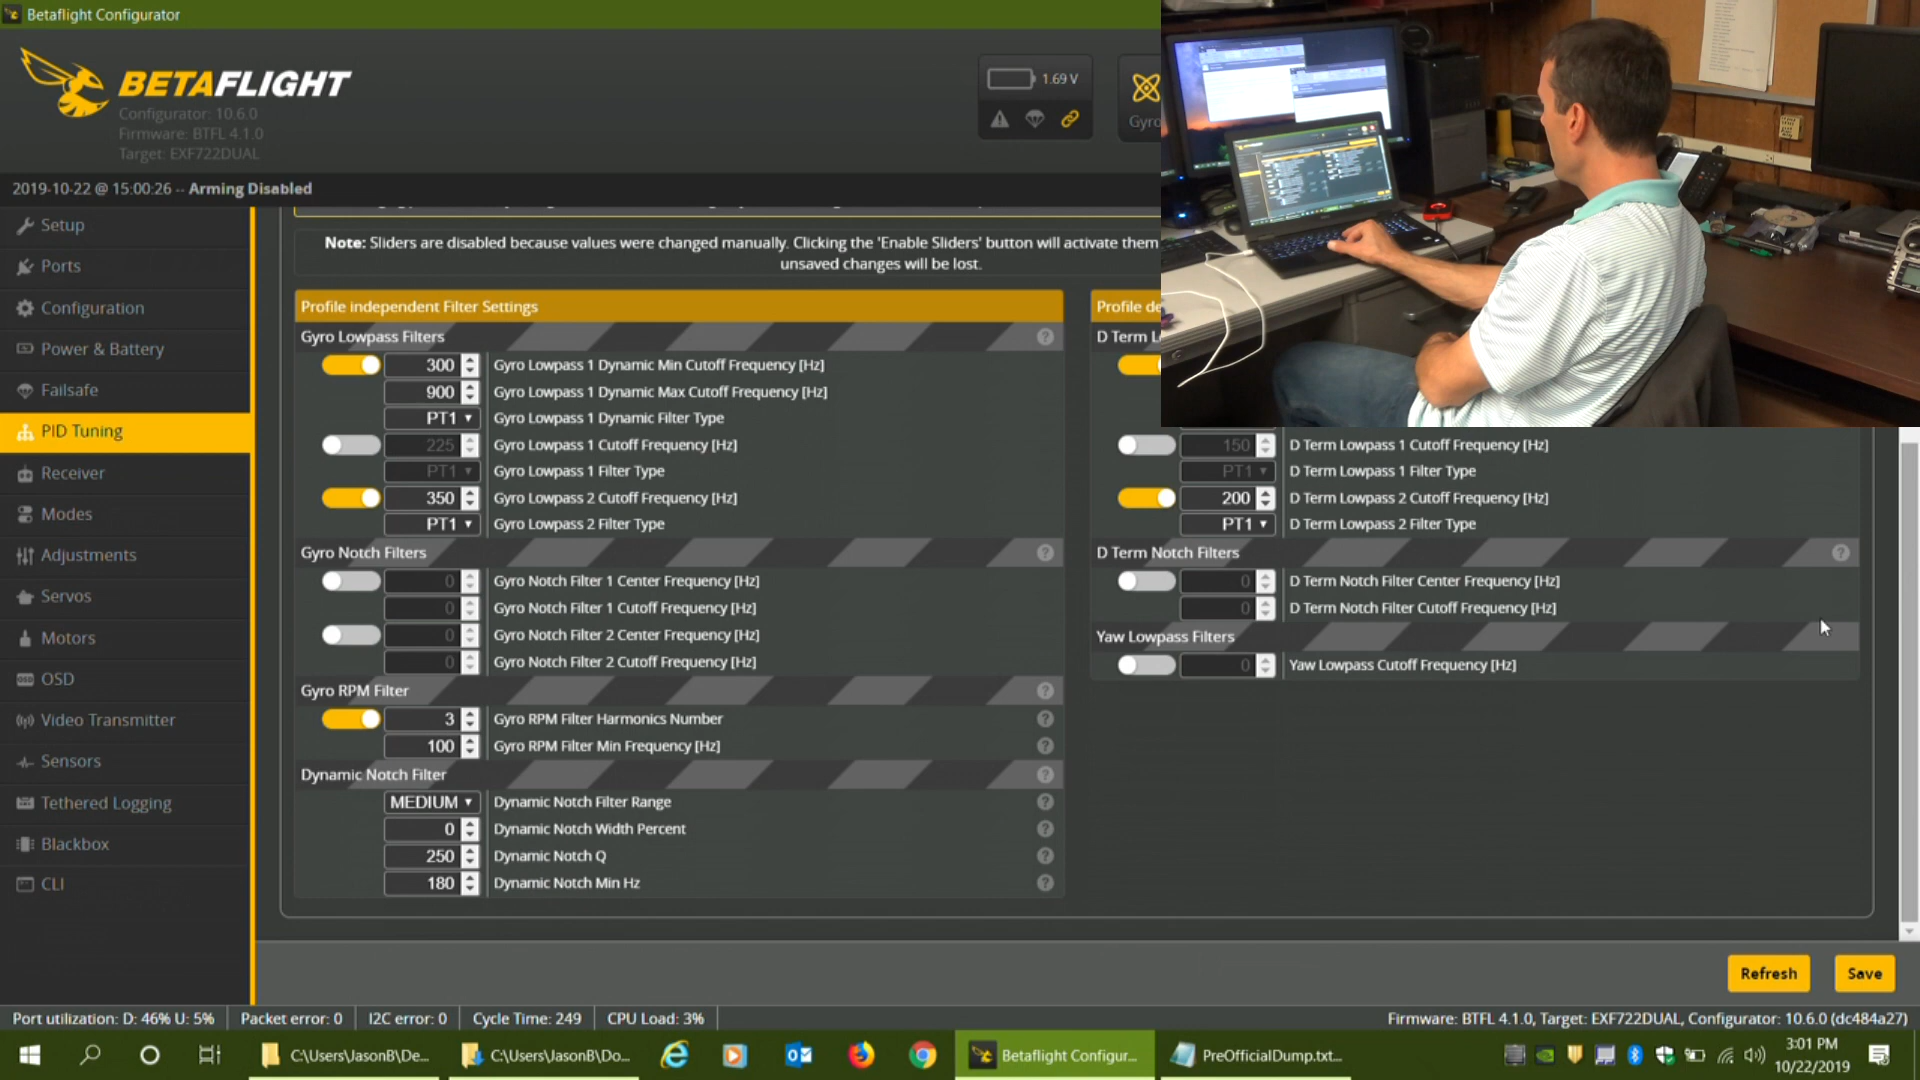 Betaflight Configurator
BETAFLIGHT
Configurator: 10.6.0
Firmware: BTFL 4.1.0
Target: EXF722DUAL
1.69 V
Gyro
2019-10-22 @ 15:00:26 -- Arming Disabled
Setup
Ports
Configuration
Power & Battery
Failsafe
PID Tuning
Receiver
Modes
Adjustments
Servos
Motors
OSD
Video Transmitter
Sensors
Tethered Logging
Blackbox
CLI
Note: Sliders are disabled because values were changed manually. Clicking the 'Enable Sliders' button will activate them
unsaved changes will be lost.
Profile independent Filter Settings
Gyro Lowpass Filters
300 Gyro Lowpass 1 Dynamic Min Cutoff Frequency [Hz]
900 Gyro Lowpass 1 Dynamic Max Cutoff Frequency [Hz]
PT1 Gyro Lowpass 1 Dynamic Filter Type
225 Gyro Lowpass 1 Cutoff Frequency [Hz]
PT1 Gyro Lowpass 1 Filter Type
350 Gyro Lowpass 2 Cutoff Frequency [Hz]
PT1 Gyro Lowpass 2 Filter Type
Gyro Notch Filters
0 Gyro Notch Filter 1 Center Frequency [Hz]
0 Gyro Notch Filter 1 Cutoff Frequency [Hz]
0 Gyro Notch Filter 2 Center Frequency [Hz]
0 Gyro Notch Filter 2 Cutoff Frequency [Hz]
Gyro RPM Filter
3 Gyro RPM Filter Harmonics Number
100 Gyro RPM Filter Min Frequency [Hz]
Dynamic Notch Filter
MEDIUM Dynamic Notch Filter Range
0 Dynamic Notch Width Percent
250 Dynamic Notch Q
180 Dynamic Notch Min Hz
Profile de
D Term L
150 D Term Lowpass 1 Cutoff Frequency [Hz]
PT1 D Term Lowpass 1 Filter Type
200 D Term Lowpass 2 Cutoff Frequency [Hz]
PT1 D Term Lowpass 2 Filter Type
D Term Notch Filters
0 D Term Notch Filter Center Frequency [Hz]
0 D Term Notch Filter Cutoff Frequency [Hz]
Yaw Lowpass Filters
0 Yaw Lowpass Cutoff Frequency [Hz]
Refresh
Save
Port utilization: D: 46% U: 5% Packet error: 0 I2C error: 0 Cycle Time: 249 CPU Load: 3% Firmware: BTFL 4.1.0, Target: EXF722DUAL, Configurator: 10.6.0 (dc484a27)
C:\Users\JasonB\De... C:\Users\JasonB\Do... Betaflight Configur... PreOfficialDump.txt...
3:01 PM
10/22/2019